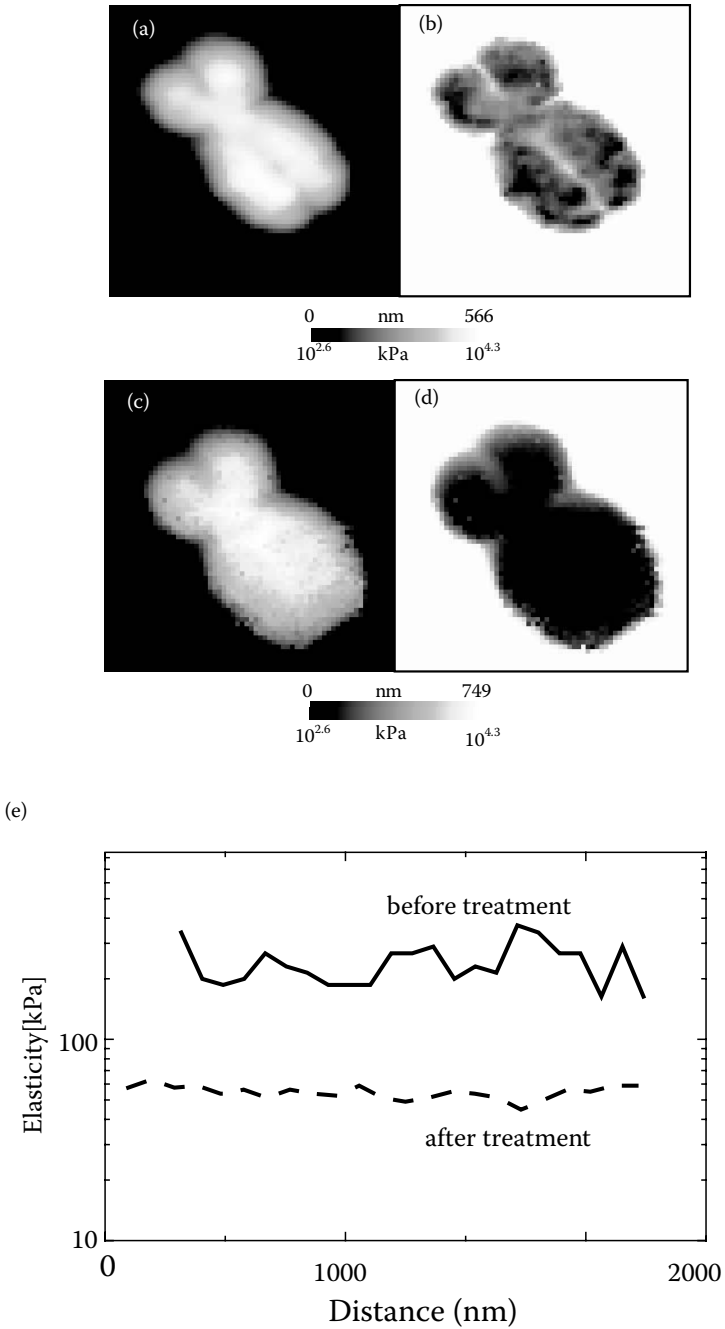 (a)
(b)
0 nm 566
10^2.6 kPa 10^4.3
(c)
(d)
0 nm 749
10^2.6 kPa 10^4.3
(e)
before treatment
Elasticity[kPa]
100
after treatment
10
0 1000 2000
Distance (nm)